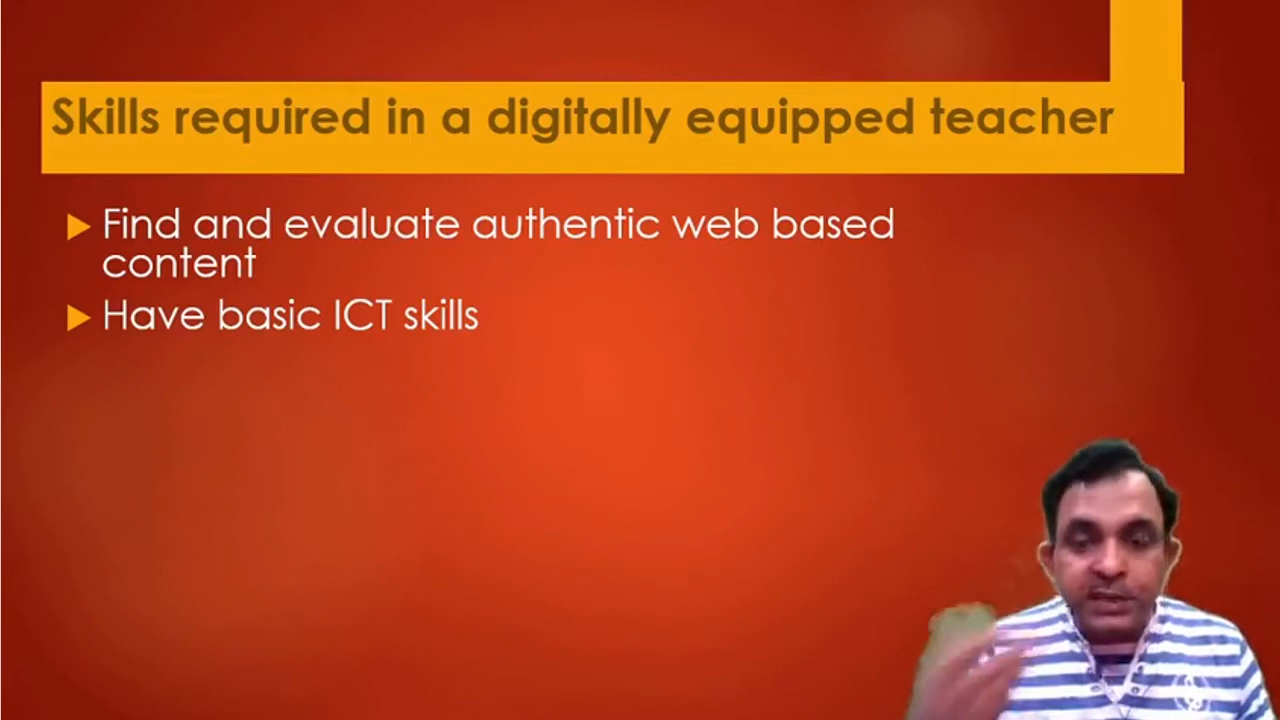 Skills required in a digitally equipped teacher
Find and evaluate authentic web based
content
Have basic ICT skills